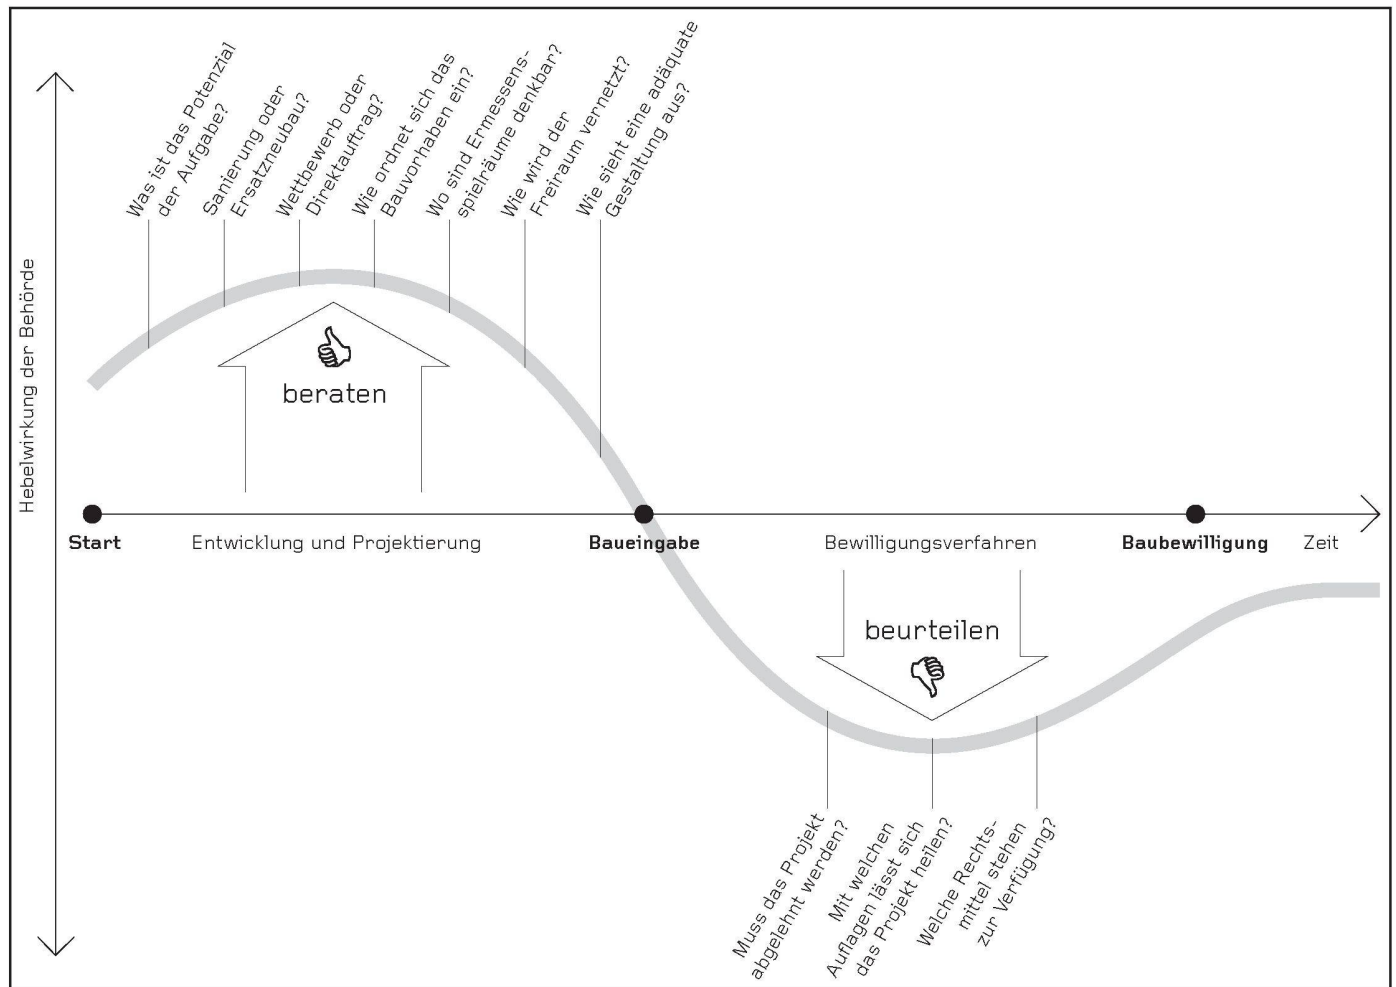 Was ist das Potenzial
der Aufgabe?
Sanierung oder
Ersatzneubau?
Wettbewerb oder
Direktauftrag?
Wie ordnet sich das
Bauvorhaben ein?
Wo sind Ermessens-
spielräume denkbar?
Wie wird der
Freiraum vernetzt?
Wie sieht eine adäquate
Gestaltung aus?
Hebelwirkung der Behörde
beraten
Start
Entwicklung und Projektierung
Baueingabe
Bewilligungsverfahren
Baubewilligung
Zeit
beurteilen
Muss das Projekt
abgelehnt werden?
Mit welchen
Auflagen lässt sich
das Projekt heilen?
Welche Rechts-
mittel stehen
zur Verfügung?